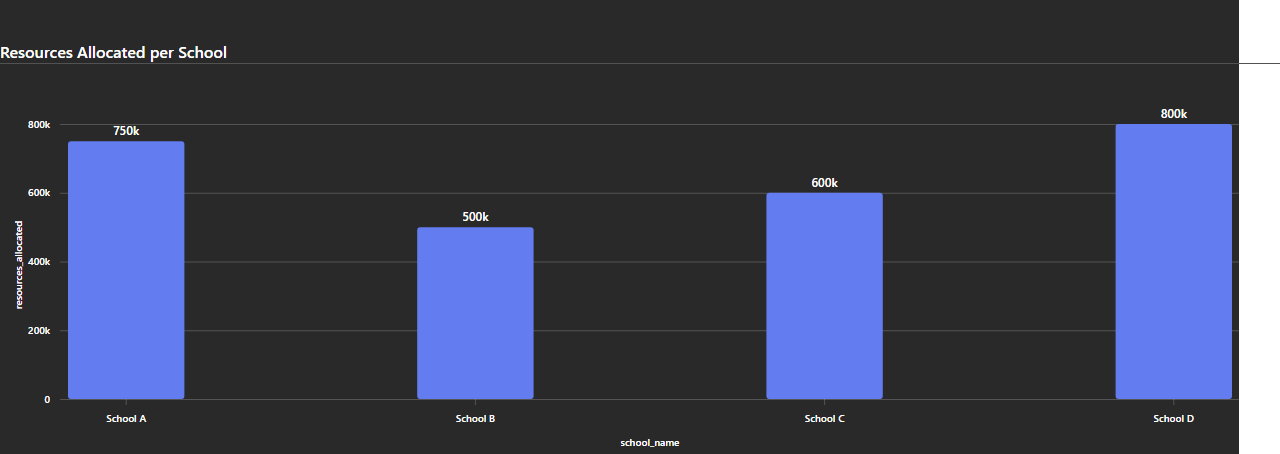 Resources Allocated per School
800k
600k
400k
200k
0
resources_allocated
750k
500k
600k
800k
School A
School B
School C
School D
school_name